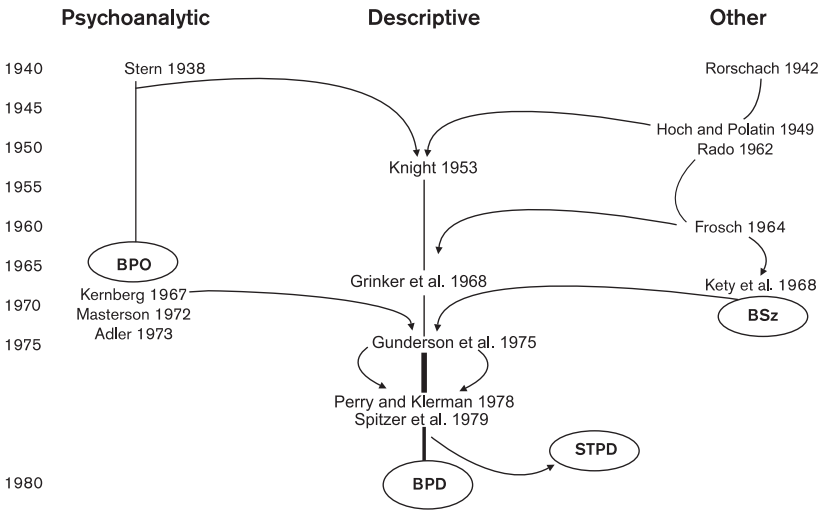 Psychoanalytic Descriptive Other
1940 Stern 1938 Rorschach 1942
1945
Hoch and Polatin 1949
1950 Rado 1962
Knight 1953
1955
1960 Frosch 1964
BPO
1965
Grinker et al. 1968 Kety et al. 1968
Kernberg 1967
1970 BSz
Masterson 1972
Adler 1973
1975 Gunderson et al. 1975
Perry and Klerman 1978
Spitzer et al. 1979
STPD
1980 BPD